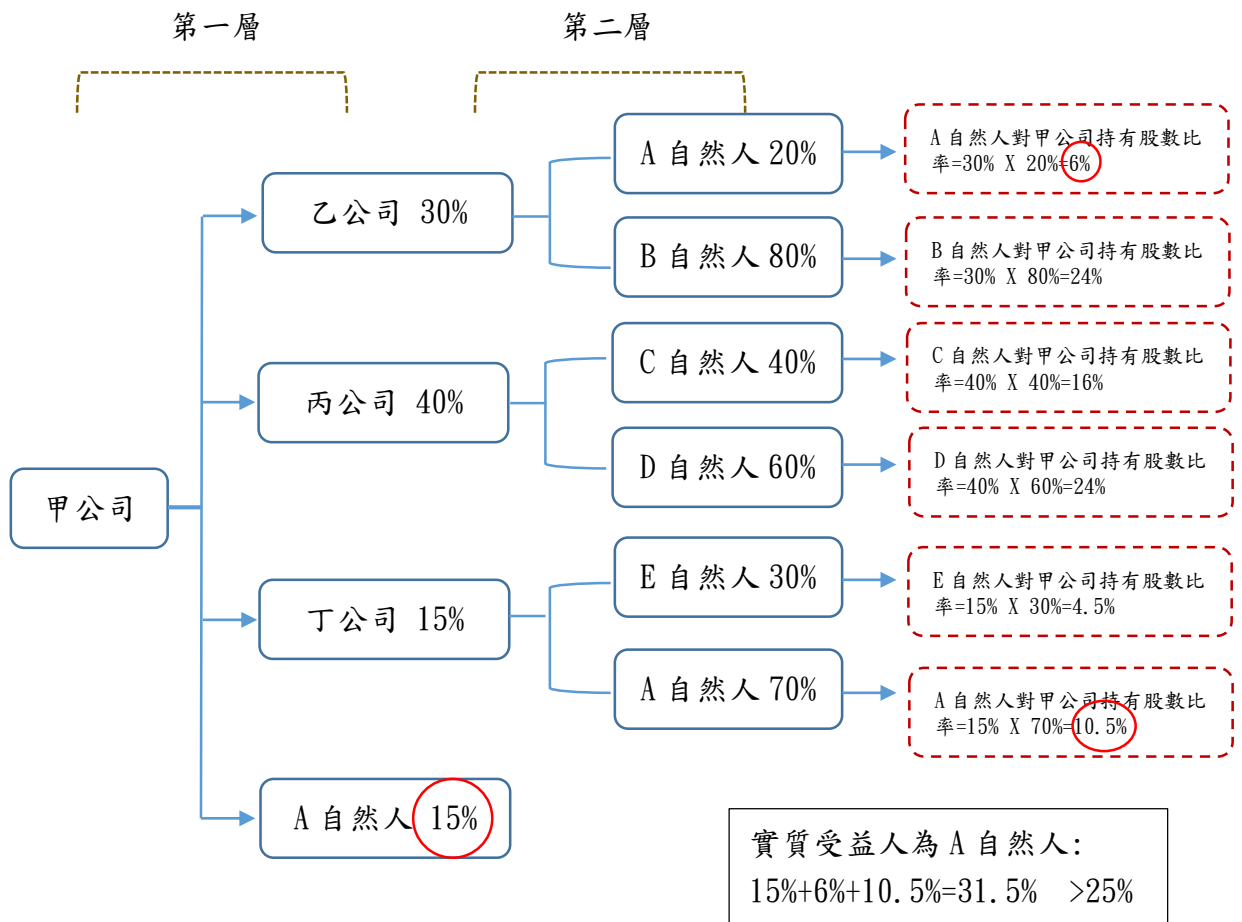 第一層
第二層
A 自然人 20%
A 自然人對甲公司持有股數比
率=30% X 20%=6%
乙公司 30%
B 自然人 80%
B 自然人對甲公司持有股數比
率=30% X 80%=24%
C 自然人 40%
C 自然人對甲公司持有股數比
率=40% X 40%=16%
丙公司 40%
D 自然人 60%
D 自然人對甲公司持有股數比
率=40% X 60%=24%
甲公司
E 自然人 30%
E 自然人對甲公司持有股數比
率=15% X 30%=4.5%
丁公司 15%
A 自然人 70%
A 自然人對甲公司持有股數比
率=15% X 70%=10.5%
A 自然人 15%
實質受益人為 A 自然人:
15%+6%+10.5%=31.5% >25%